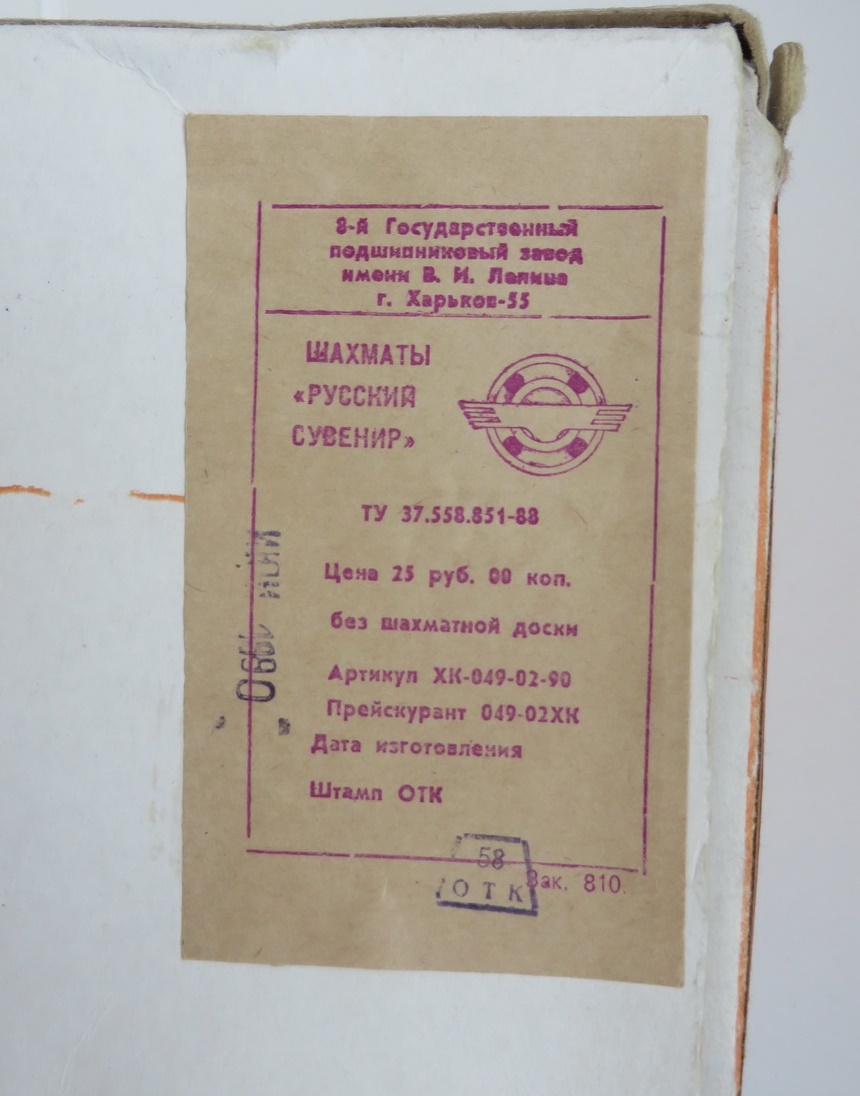 8-й Государственный
подшипниковый завод
имени В. И. Ленина
г. Харьков-55
ШАХМАТЫ
«РУССКИЙ
СУВЕНИР»
ТУ 37.558.851-88
Цена 25 руб. 00 коп.
без шахматной доски
Артикул ХК-049-02-90
Прейскурант 049-02ХК
Дата изготовления
Штамп ОТК
58
ОТК
Зак. 810.
1990